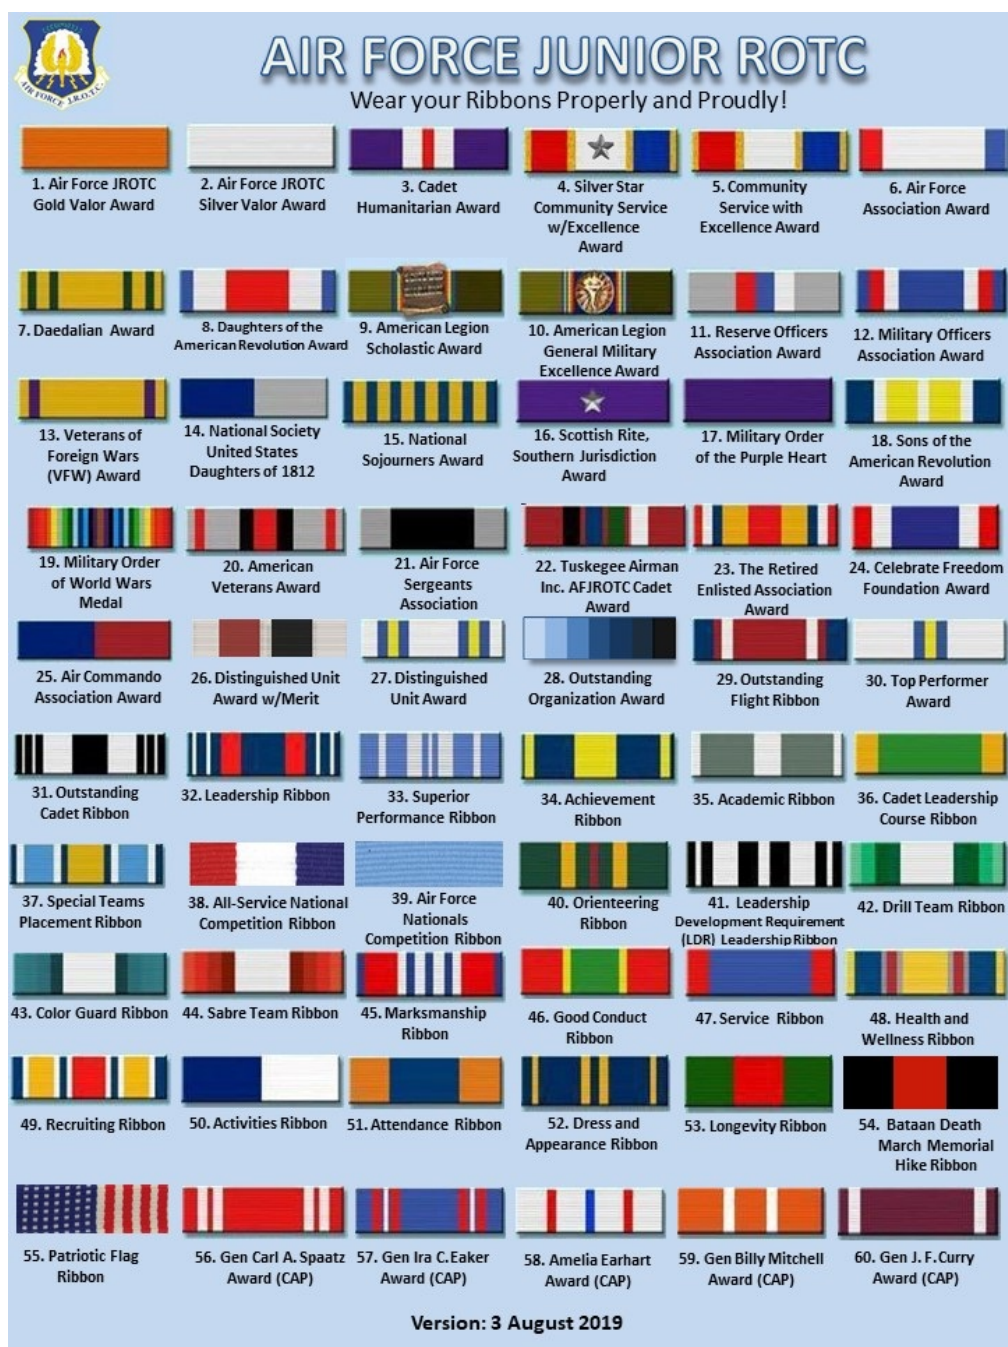 AIR FORCE JUNIOR ROTC
Wear your Ribbons Properly and Proudly!
AIR FORCE J.R.O.T.C.
1. Air Force JROTC
Gold Valor Award
2. Air Force JROTC
Silver Valor Award
3. Cadet
Humanitarian Award
4. Silver Star
Community Service
w/Excellence
Award
5. Community
Service with
Excellence Award
6. Air Force
Association Award
7. Daedalian Award
8. Daughters of the
American Revolution Award
9. American Legion
Scholastic Award
10. American Legion
General Military
Excellence Award
11. Reserve Officers
Association Award
12. Military Officers
Association Award
13. Veterans of
Foreign Wars
(VFW) Award
14. National Society
United States
Daughters of 1812
15. National
Sojourners Award
16. Scottish Rite,
Southern Jurisdiction
Award
17. Military Order
of the Purple Heart
18. Sons of the
American Revolution
Award
19. Military Order
of World Wars
Medal
20. American
Veterans Award
21. Air Force
Sergeants
Association
22. Tuskegee Airman
Inc. AFJROTC Cadet
Award
23. The Retired
Enlisted Association
Award
24. Celebrate Freedom
Foundation Award
25. Air Commando
Association Award
26. Distinguished Unit
Award w/Merit
27. Distinguished
Unit Award
28. Outstanding
Organization Award
29. Outstanding
Flight Ribbon
30. Top Performer
Award
31. Outstanding
Cadet Ribbon
32. Leadership Ribbon
33. Superior
Performance Ribbon
34. Achievement
Ribbon
35. Academic Ribbon
36. Cadet Leadership
Course Ribbon
37. Special Teams
Placement Ribbon
38. All-Service National
Competition Ribbon
39. Air Force
Nationals
Competition Ribbon
40. Orienteering
Ribbon
41. Leadership
Development Requirement
(LDR) Leadership Ribbon
42. Drill Team Ribbon
43. Color Guard Ribbon
44. Sabre Team Ribbon
45. Marksmanship
Ribbon
46. Good Conduct
Ribbon
47. Service Ribbon
48. Health and
Wellness Ribbon
49. Recruiting Ribbon
50. Activities Ribbon
51. Attendance Ribbon
52. Dress and
Appearance Ribbon
53. Longevity Ribbon
54. Bataan Death
March Memorial
Hike Ribbon
55. Patriotic Flag
Ribbon
56. Gen Carl A. Spaatz
Award (CAP)
57. Gen Ira C. Eaker
Award (CAP)
58. Amelia Earhart
Award (CAP)
59. Gen Billy Mitchell
Award (CAP)
60. Gen J. F. Curry
Award (CAP)
Version: 3 August 2019